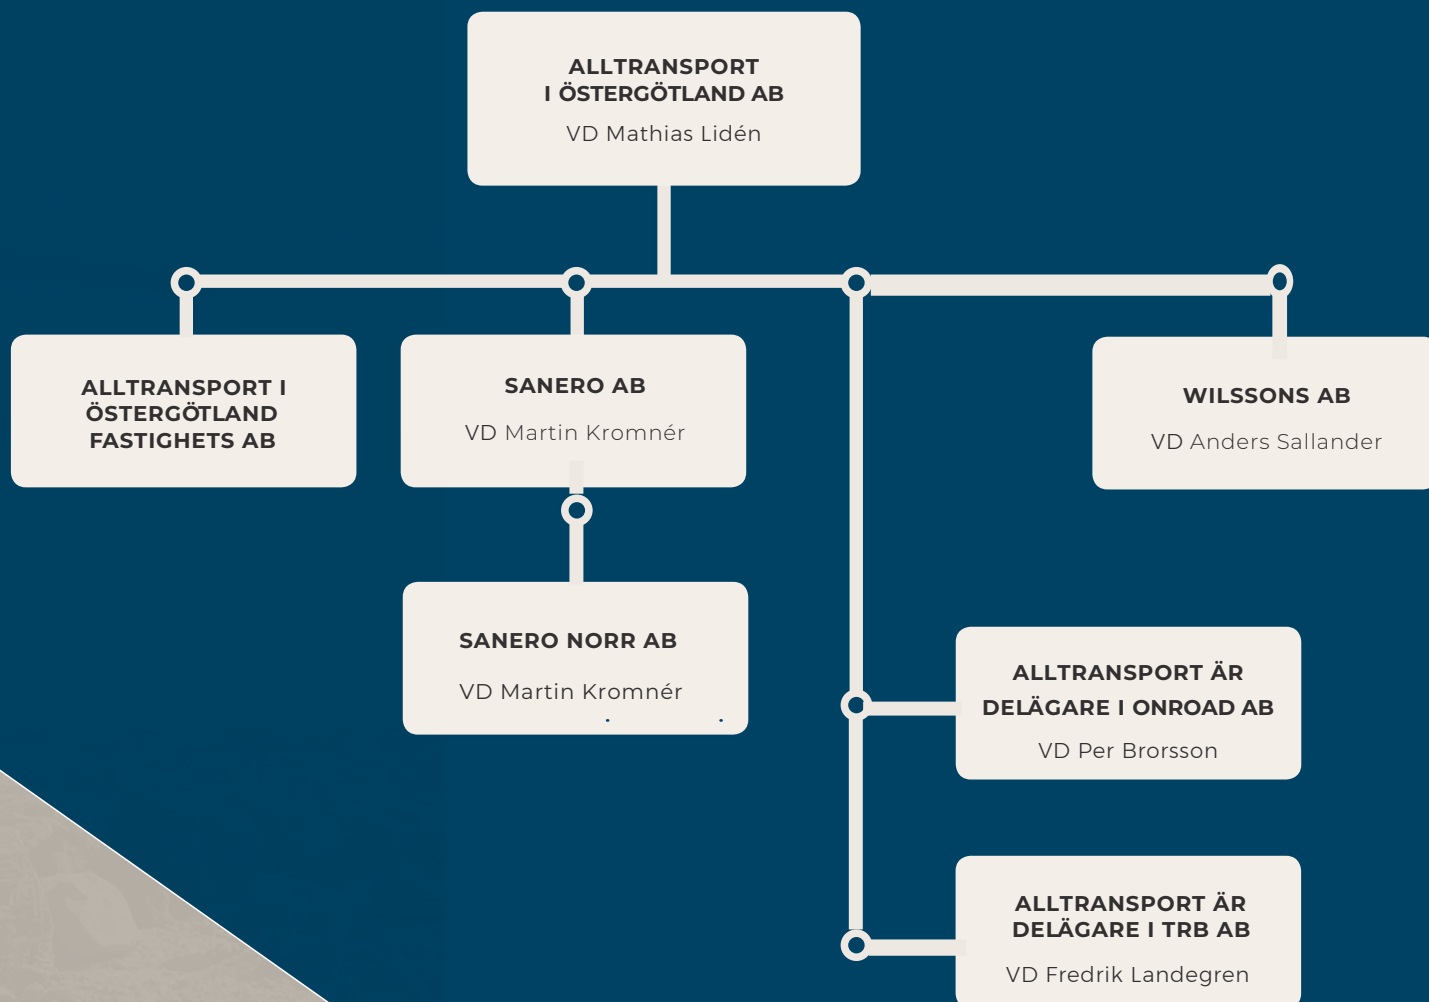 ALLTRANSPORT
I ÖSTERGÖTLAND AB
VD Mathias Lidén
ALLTRANSPORT I
ÖSTERGÖTLAND
FASTIGHETS AB
SANERO AB
VD Martin Kromnér
WILSSONS AB
VD Anders Sallander
SANERO NORR AB
VD Martin Kromnér
ALLTRANSPORT ÄR
DELÄGARE I ONROAD AB
VD Per Brorsson
ALLTRANSPORT ÄR
DELÄGARE I TRB AB
VD Fredrik Landegren